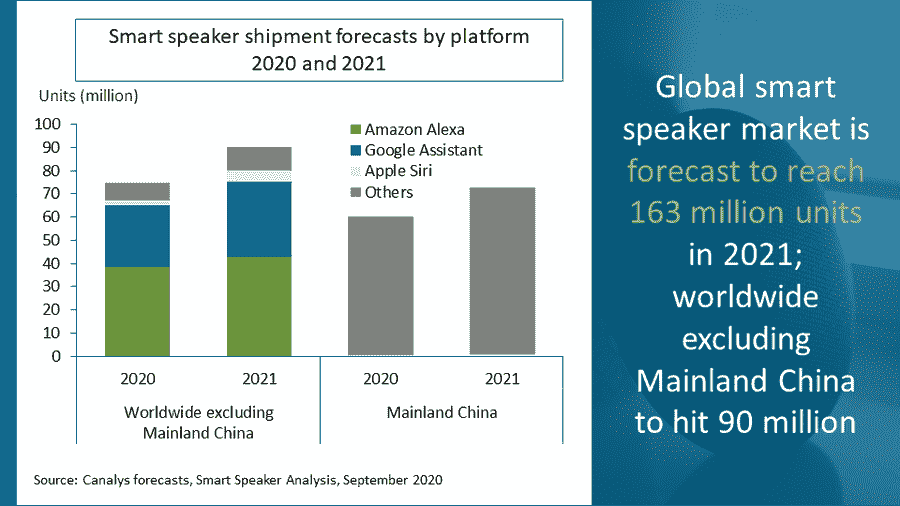 Smart speaker shipment forecasts by platform
2020 and 2021
Units (million)
100
90
80
70
60
50
40
30
20
10
0
Amazon Alexa
Google Assistant
Apple Siri
Others
2020
2021
2020
2021
Worldwide excluding
Mainland China
Mainland China
Source: Canalys forecasts, Smart Speaker Analysis, September 2020
Global smart
speaker market is
forecast to reach
163 million units
in 2021;
worldwide
excluding
Mainland China
to hit 90 million